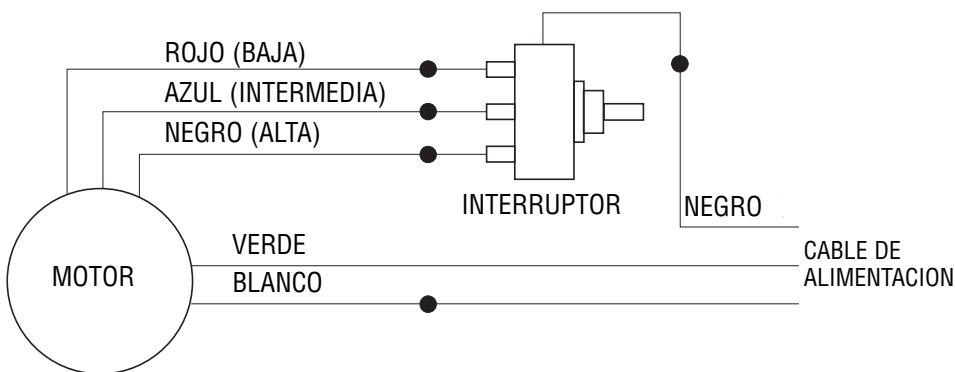 ROJO (BAJA)
AZUL (INTERMEDIA)
NEGRO (ALTA)
INTERRUPTOR
NEGRO
VERDE
CABLE DE
ALIMENTACION
MOTOR
BLANCO